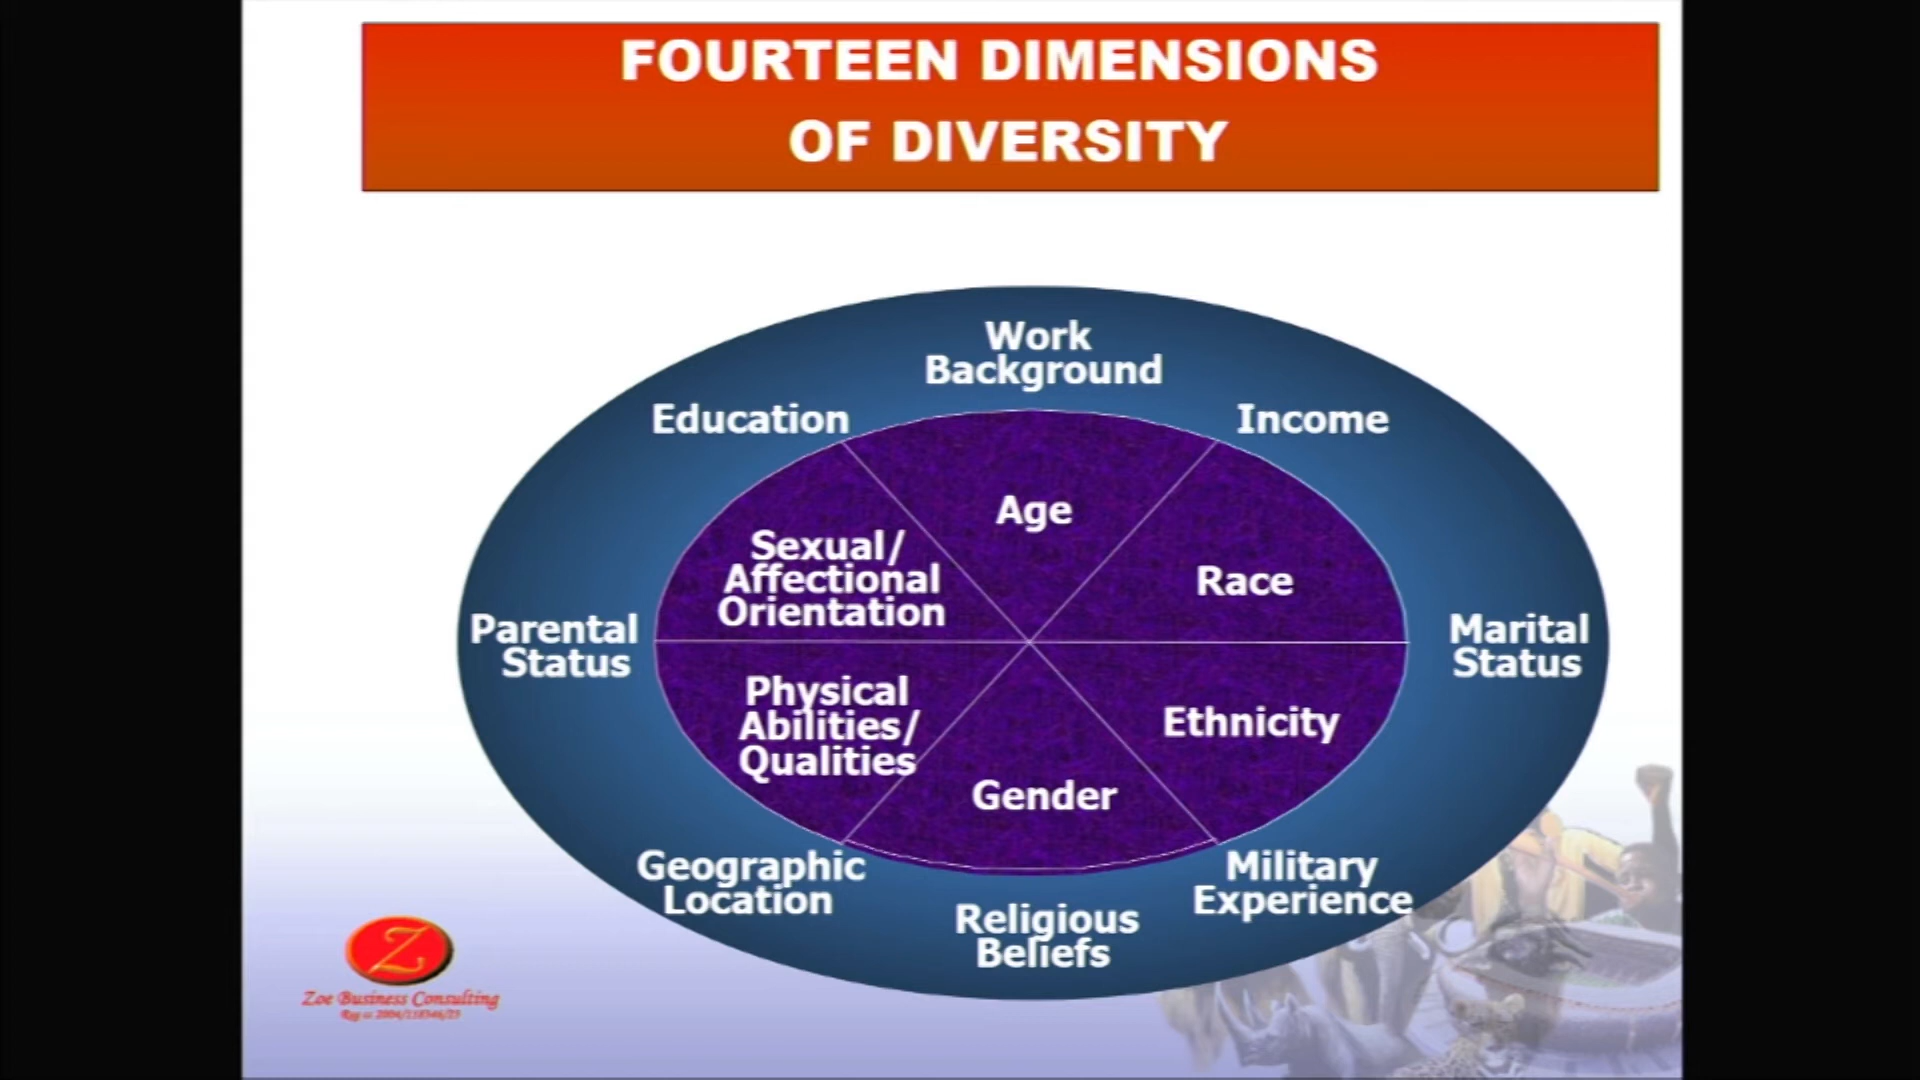 FOURTEEN DIMENSIONS
OF DIVERSITY
Work
Background
Education
Income
Age
Sexual/
Affectional
Orientation
Race
Parental
Status
Marital
Status
Physical
Abilities/
Qualities
Ethnicity
Gender
Geographic
Location
Military
Experience
Religious
Beliefs
Z
Zoe Business Consulting